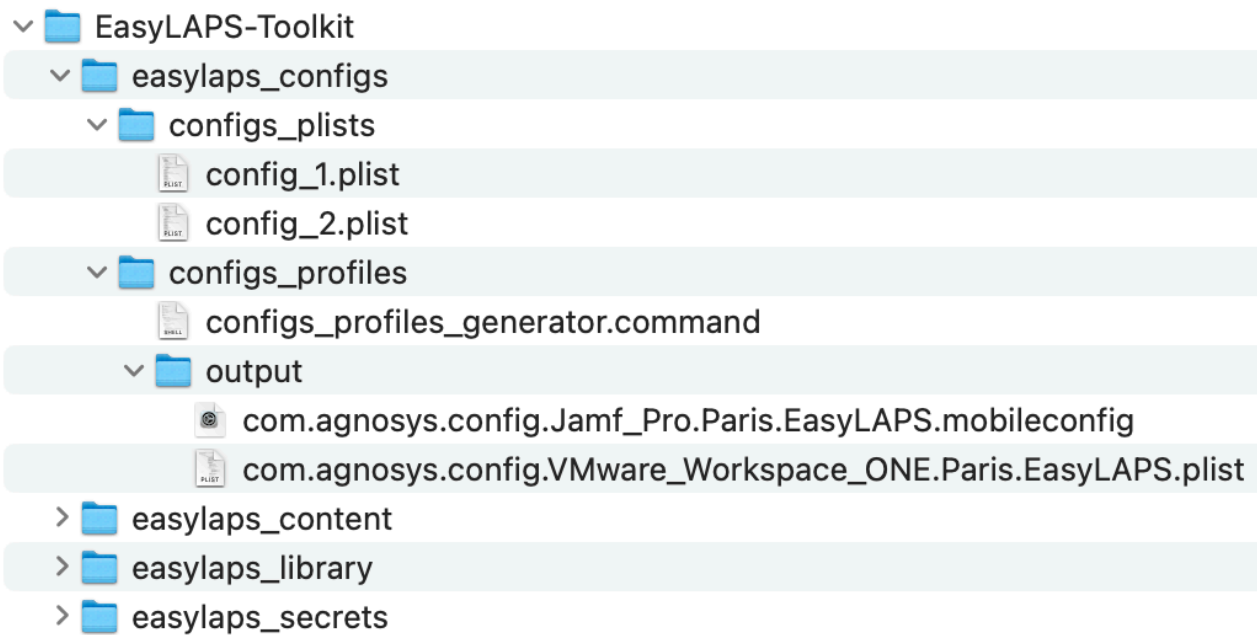 EasyLAPS-Toolkit
easylaps_configs
configs_plists
PLIST config_1.plist
PLIST config_2.plist
configs_profiles
SHELL configs_profiles_generator.command
output
com.agnosys.config.Jamf_Pro.Paris.EasyLAPS.mobileconfig
PLIST com.agnosys.config.VMware_Workspace_ONE.Paris.EasyLAPS.plist
easylaps_content
easylaps_library
easylaps_secrets